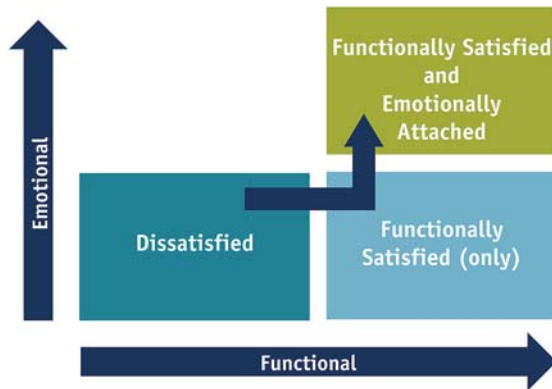 Functionally Satisfied
and
Emotionally
Attached
Emotional
Dissatisfied
Functionally
Satisfied (only)
Functional